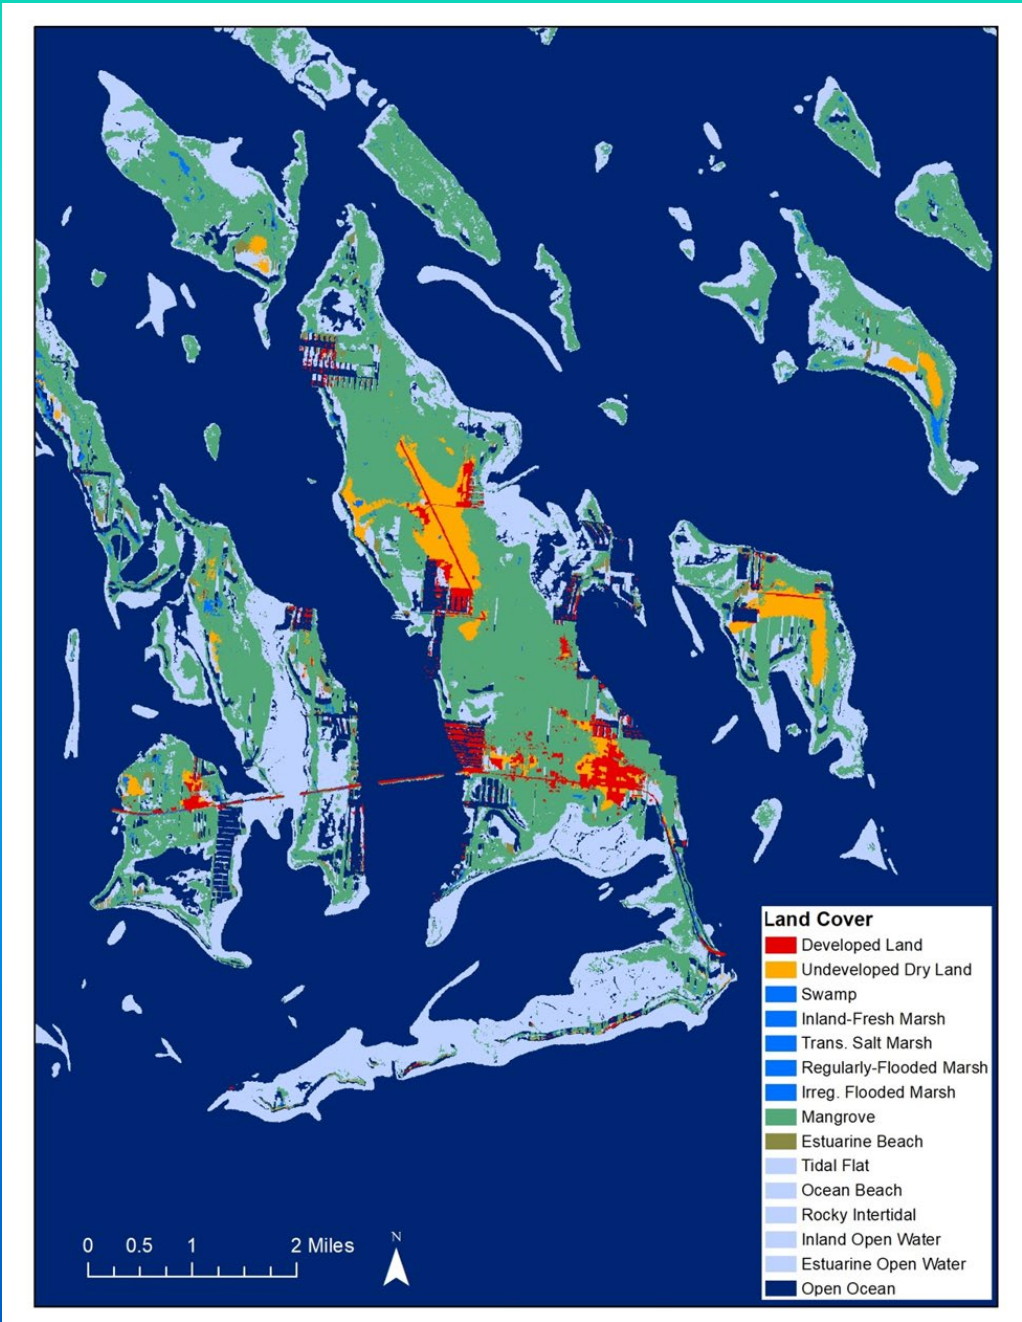 Land Cover
Developed Land
Undeveloped Dry Land
Swamp
Inland-Fresh Marsh
Trans. Salt Marsh
Regularly-Flooded Marsh
Irreg. Flooded Marsh
Mangrove
Estuarine Beach
Tidal Flat
Ocean Beach
Rocky Intertidal
Inland Open Water
Estuarine Open Water
Open Ocean
0 0.5 1 2 Miles
N